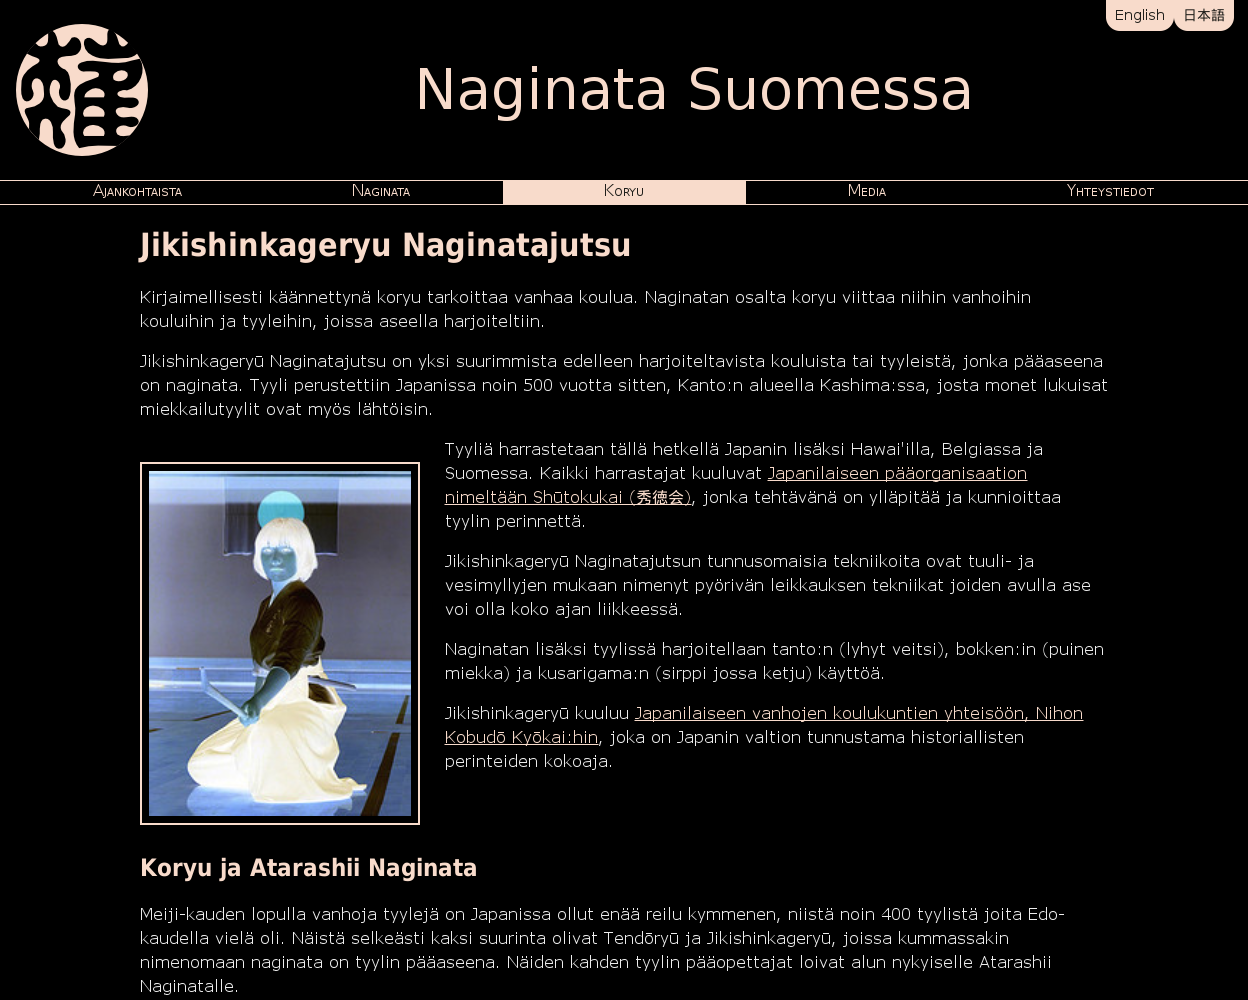 English 日本語
Naginata Suomessa
Ajankohtaista Naginata Koryu Media Yhteystiedot
Jikishinkageryu Naginatajutsu
Kirjaimellisesti käännettynä koryu tarkoittaa vanhaa koulua. Naginatan osalta koryu viittaa niihin vanhoihin
kouluihin ja tyyleihin, joissa aseella harjoiteltiin.
Jikishinkageryū Naginatajutsu on yksi suurimmista edelleen harjoiteltavista kouluista tai tyyleistä, jonka pääaseena
on naginata. Tyyli perustettiin Japanissa noin 500 vuotta sitten, Kanto:n alueella Kashima:ssa, josta monet lukuisat
miekkailutyylit ovat myös lähtöisin.
Tyyliä harrastetaan tällä hetkellä Japanin lisäksi Hawai'illa, Belgiassa ja
Suomessa. Kaikki harrastajat kuuluvat Japanilaiseen pääorganisaation
nimeltään Shūtokukai (秀徳会), jonka tehtävänä on ylläpitää ja kunnioittaa
tyylin perinnettä.
Jikishinkageryū Naginatajutsun tunnusomaisia tekniikoita ovat tuuli- ja
vesimyllyjen mukaan nimenyt pyörivän leikkauksen tekniikat joiden avulla ase
voi olla koko ajan liikkeessä.
Naginatan lisäksi tyylissä harjoitellaan tanto:n (lyhyt veitsi), bokken:in (puinen
miekka) ja kusarigama:n (sirppi jossa ketju) käyttöä.
Jikishinkageryū kuuluu Japanilaiseen vanhojen koulukuntien yhteisöön, Nihon
Kobudō Kyōkai:hin, joka on Japanin valtion tunnustama historiallisten
perinteiden kokoaja.
Koryu ja Atarashii Naginata
Meiji-kauden lopulla vanhoja tyylejä on Japanissa ollut enää reilu kymmenen, niistä noin 400 tyylistä joita Edo-
kaudella vielä oli. Näistä selkeästi kaksi suurinta olivat Tendōryū ja Jikishinkageryū, joissa kummassakin
nimenomaan naginata on tyylin pääaseena. Näiden kahden tyylin pääopettajat loivat alun nykyiselle Atarashii
Naginatalle.